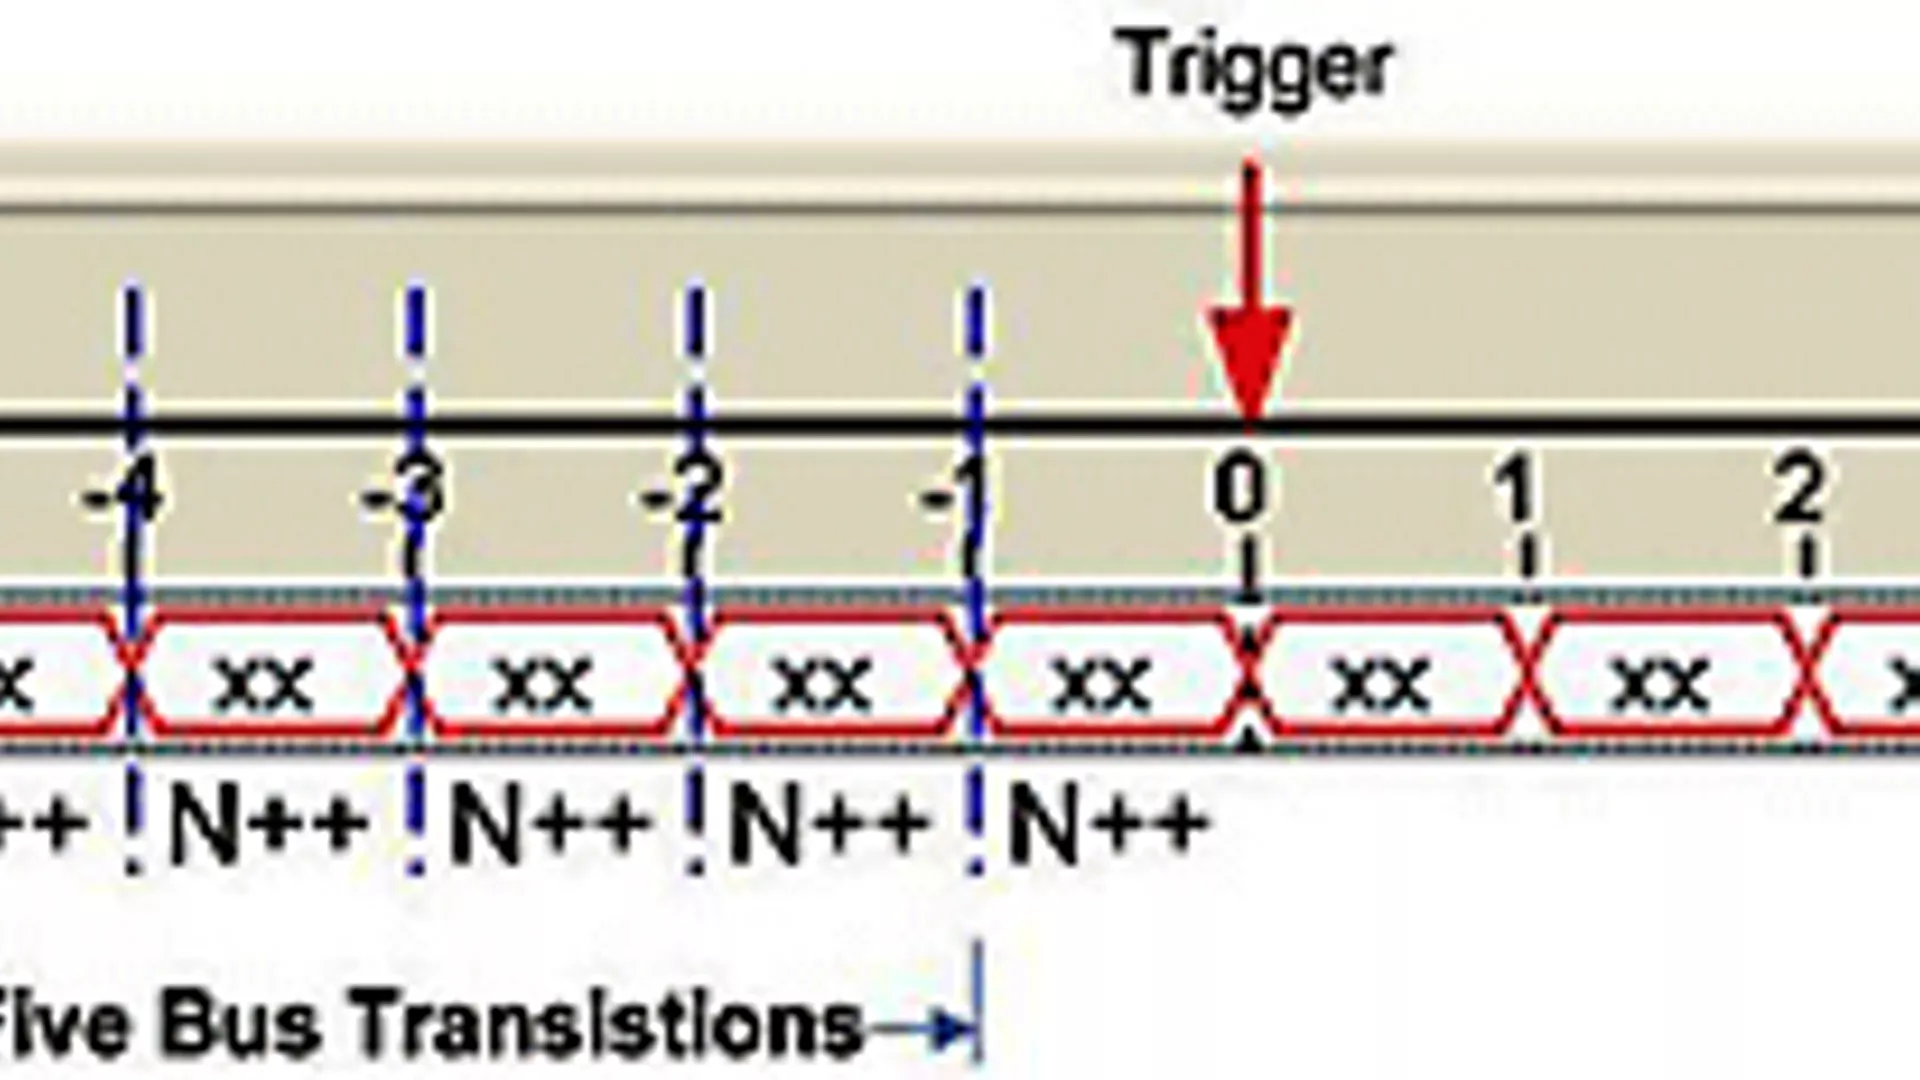 Trigger
-4 -3 -2 -1 0 1 2
x xx xx xx xx xx xx x
++ N++ N++ N++ N++
Five Bus Transistions